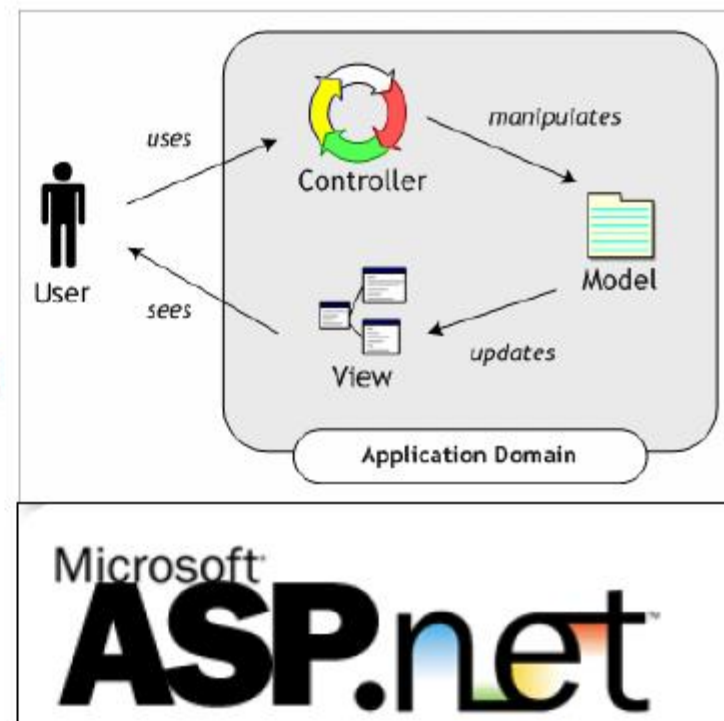 uses
manipulates
Controller
User
Model
sees
View
updates
Application Domain
Microsoft
ASP.net